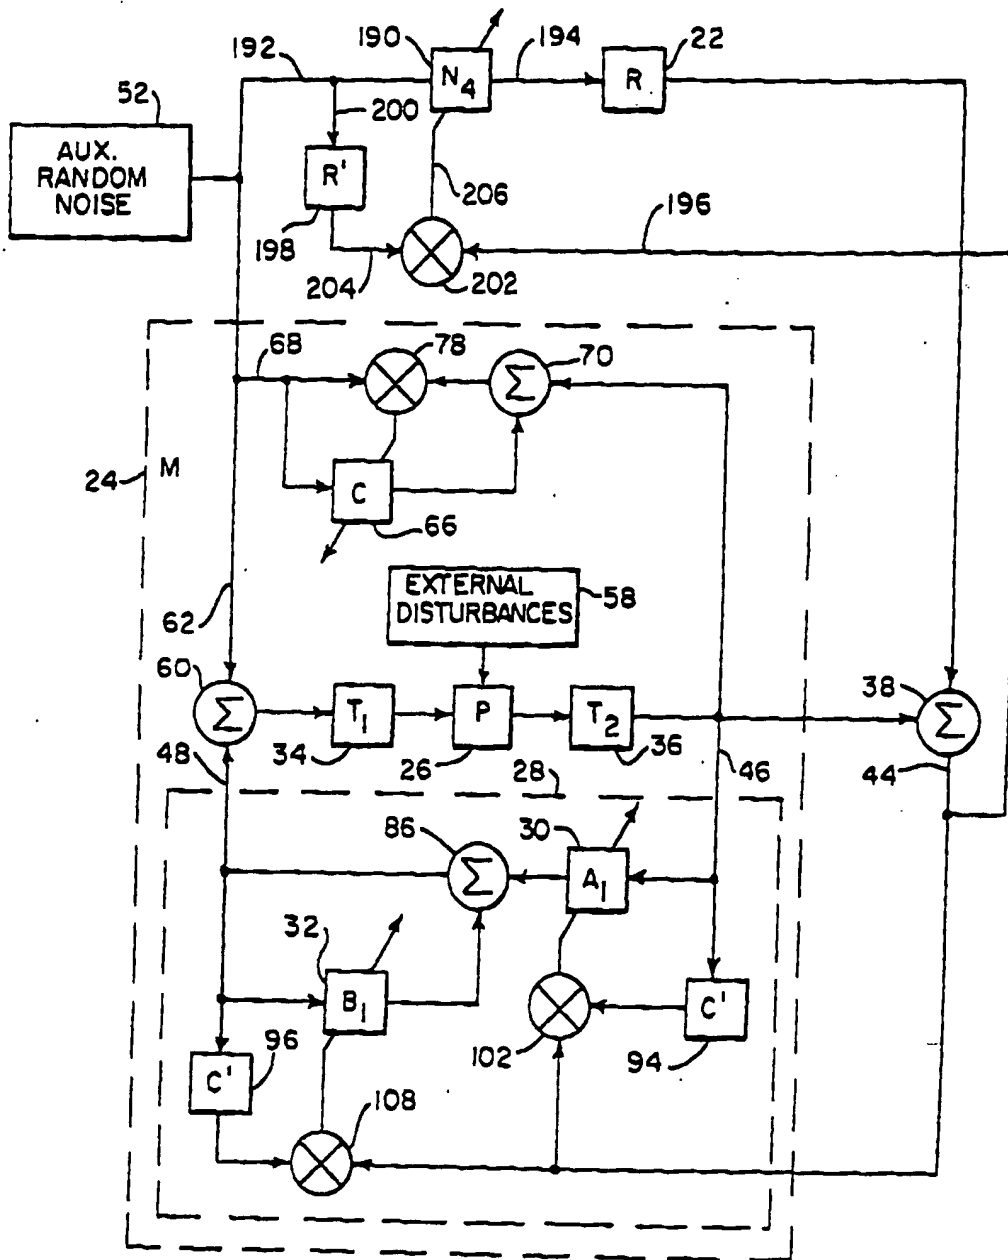 192
190
194
22
52
N4
R
200
AUX.
RANDOM
NOISE
R'
206
196
198
204
202
68
78
70
Σ
24
M
C
66
EXTERNAL
DISTURBANCES
58
62
60
Σ
T1
P
T2
38
Σ
34
26
36
48
28
46
44
86
30
Σ
A1
32
B1
C'
102
94
96
C'
108